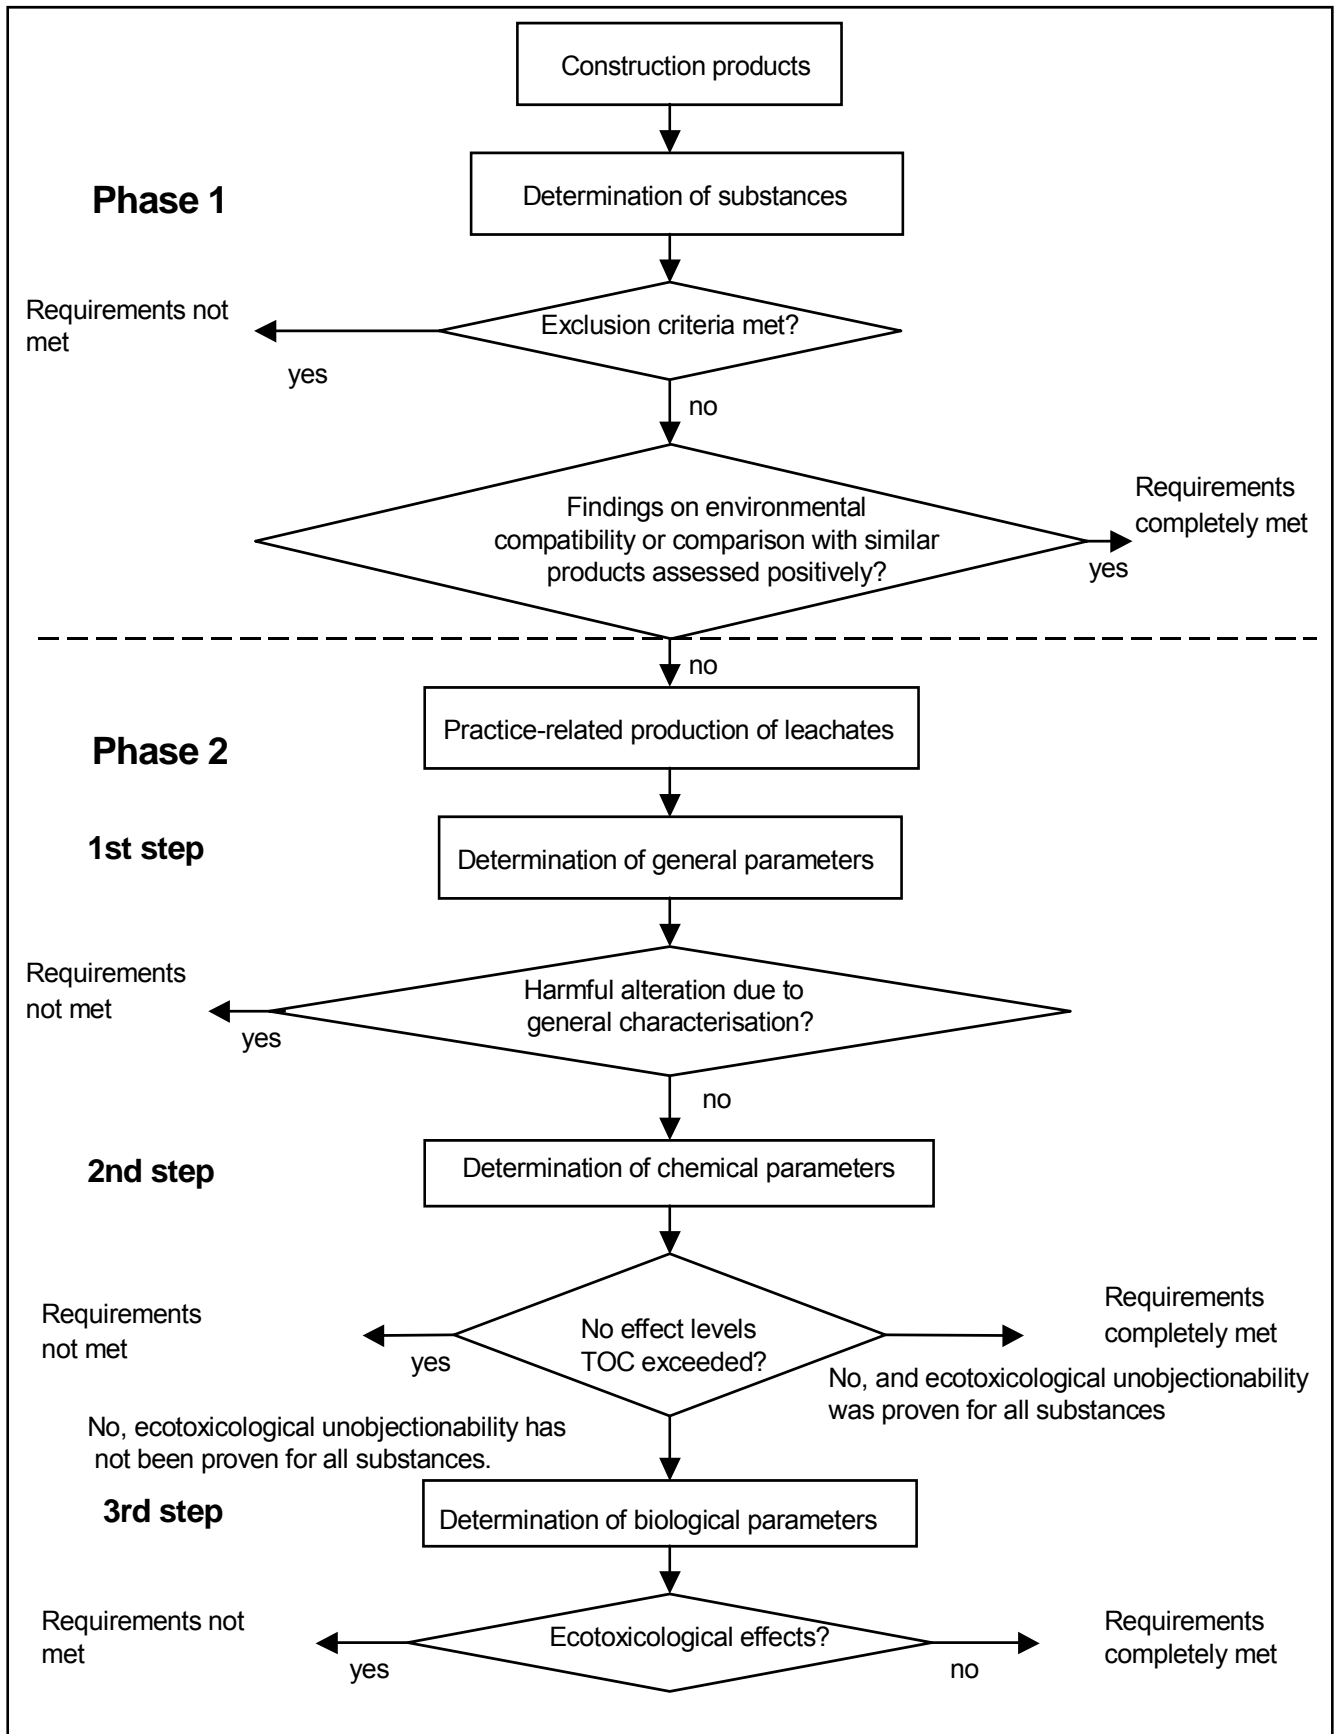 Construction products
Phase 1
Determination of substances
Requirements not
met
Exclusion criteria met?
yes
no
Findings on environmental
compatibility or comparison with similar
products assessed positively?
Requirements
completely met
yes
no
Phase 2
Practice-related production of leachates
1st step
Determination of general parameters
Requirements
not met
Harmful alteration due to
general characterisation?
yes
no
2nd step
Determination of chemical parameters
Requirements
not met
No effect levels
TOC exceeded?
Requirements
completely met
yes
No, and ecotoxicological unobjectionability
was proven for all substances
No, ecotoxicological unobjectionability has
not been proven for all substances.
3rd step
Determination of biological parameters
Requirements not
met
Ecotoxicological effects?
Requirements
completely met
yes
no